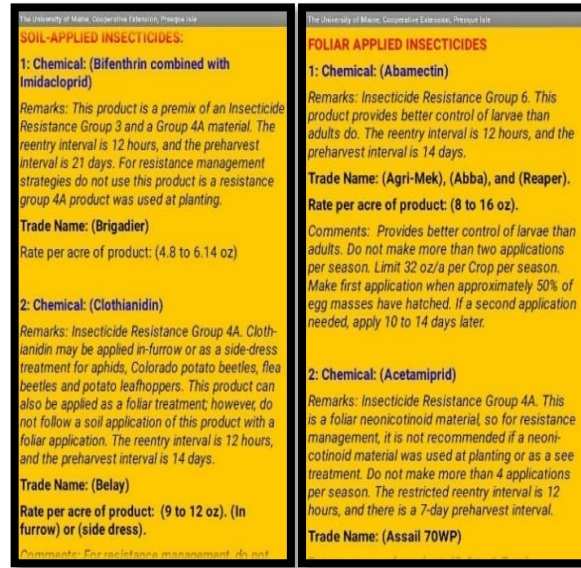 The University of Maine, Cooperative Extension, Presque Isle
SOIL-APPLIED INSECTICIDES:
1: Chemical: (Bifenthrin combined with
Imidacloprid)
Remarks: This product is a premix of an Insecticide
Resistance Group 3 and a Group 4A material. The
reentry interval is 12 hours, and the preharvest
interval is 21 days. For resistance management
strategies do not use this product is a resistance
group 4A product was used at planting.
Trade Name: (Brigadier)
Rate per acre of product: (4.8 to 6.14 oz)
2: Chemical: (Clothianidin)
Remarks: Insecticide Resistance Group 4A. Cloth-
ianidin may be applied in-furrow or as a side-dress
treatment for aphids, Colorado potato beetles, flea
beetles and potato leafhoppers. This product can
also be applied as a foliar treatment; however, do
not follow a soil application of this product with a
foliar application. The reentry interval is 12 hours,
and the preharvest interval is 14 days.
Trade Name: (Belay)
Rate per acre of product: (9 to 12 oz). (In
furrow) or (side dress).
Comments: For resistance management, do not
The University of Maine, Cooperative Extension, Presque Isle
FOLIAR APPLIED INSECTICIDES
1: Chemical: (Abamectin)
Remarks: Insecticide Resistance Group 6. This
product provides better control of larvae than
adults do. The reentry interval is 12 hours, and the
preharvest interval is 14 days.
Trade Name: (Agri-Mek), (Abba), and (Reaper).
Rate per acre of product: (8 to 16 oz).
Comments: Provides better control of larvae than
adults. Do not make more than two applications
per season. Limit 32 oz/a per Crop per season.
Make first application when approximately 50% of
egg masses have hatched. If a second application
needed, apply 10 to 14 days later.
2: Chemical: (Acetamiprid)
Remarks: Insecticide Resistance Group 4A. This
is a foliar neonicotinoid material, so for resistance
management, it is not recommended if a neoni-
cotinoid material was used at planting or as a see
treatment. Do not make more than 4 applications
per season. The restricted reentry interval is 12
hours, and there is a 7-day preharvest interval.
Trade Name: (Assail 70WP)